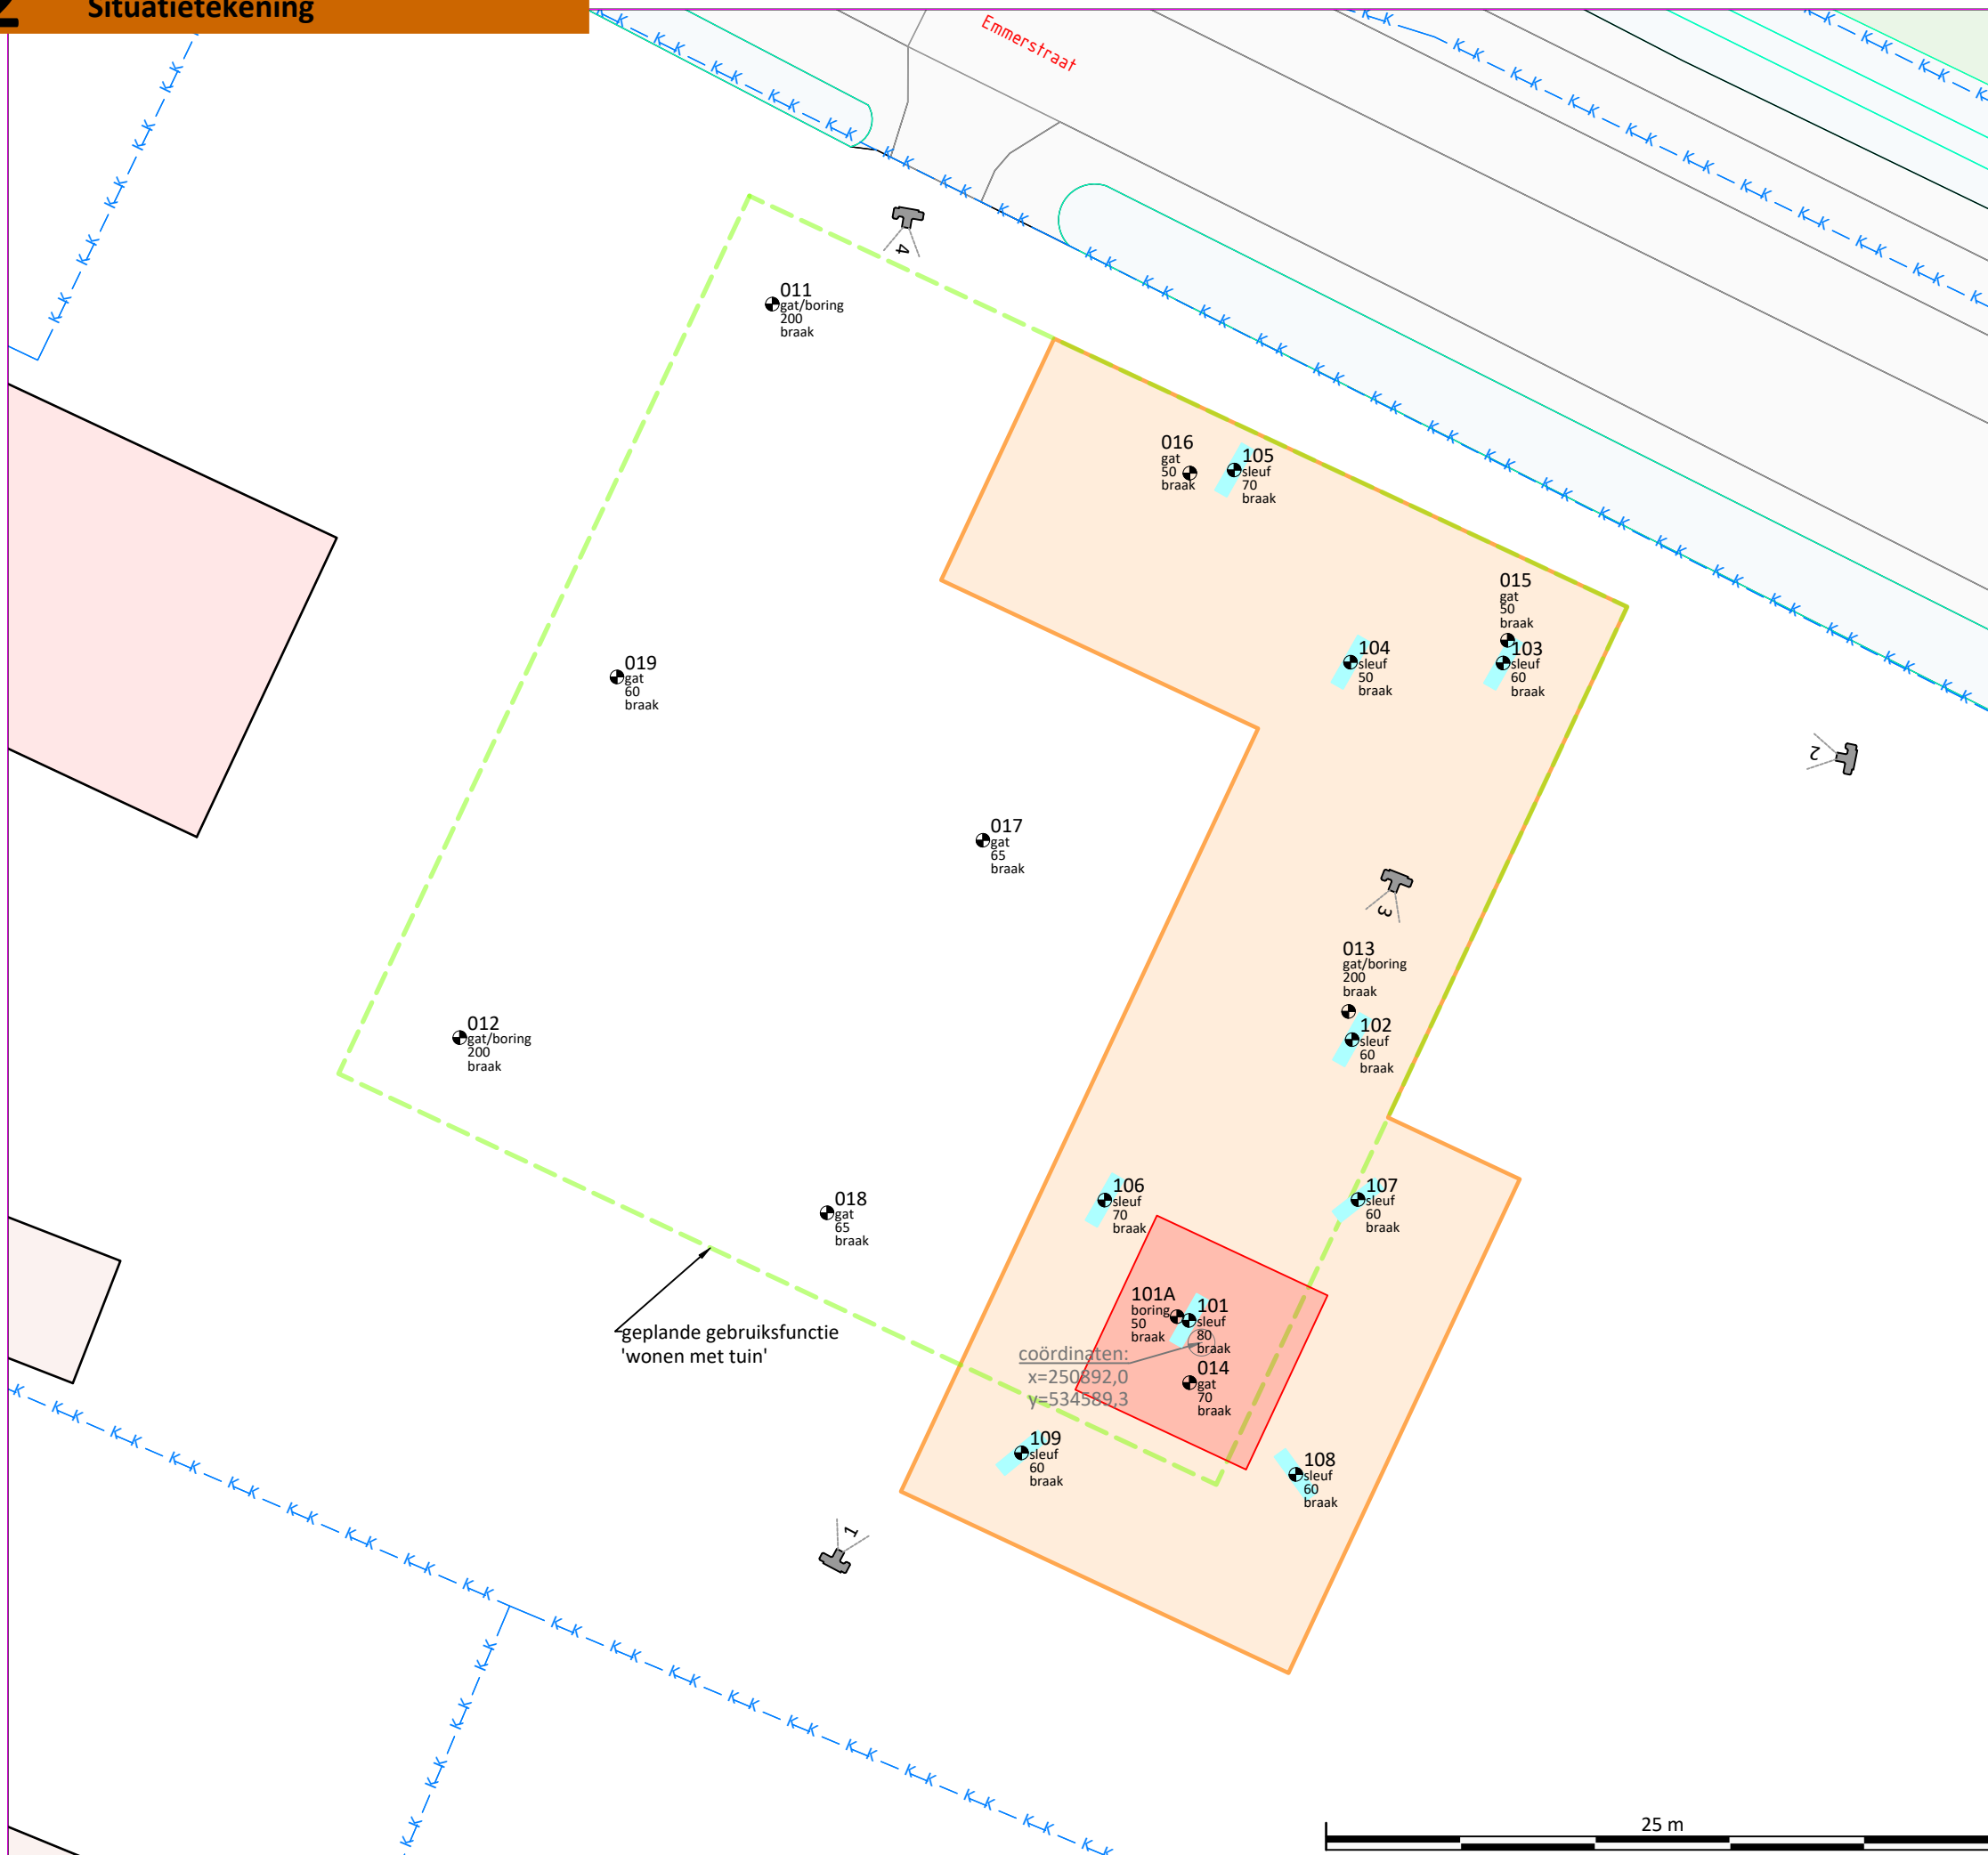 2 Situatietekening
Emmerstraat
4
011
gat/boring
200
braak
016
gat
50
braak
105
sleuf
70
braak
015
gat
50
braak
104
sleuf
50
braak
103
sleuf
60
braak
019
gat
60
braak
2
017
gat
65
braak
3
013
gat/boring
200
braak
012
gat/boring
200
braak
102
sleuf
60
braak
106
sleuf
70
braak
107
sleuf
60
braak
018
gat
65
braak
101A
boring
50
braak
101
sleuf
80
braak
geplande gebruiksfunctie
'wonen met tuin'
coördinaten:
x=250892,0
y=534589,3
014
gat
70
braak
109
sleuf
60
braak
108
sleuf
60
braak
1
25 m